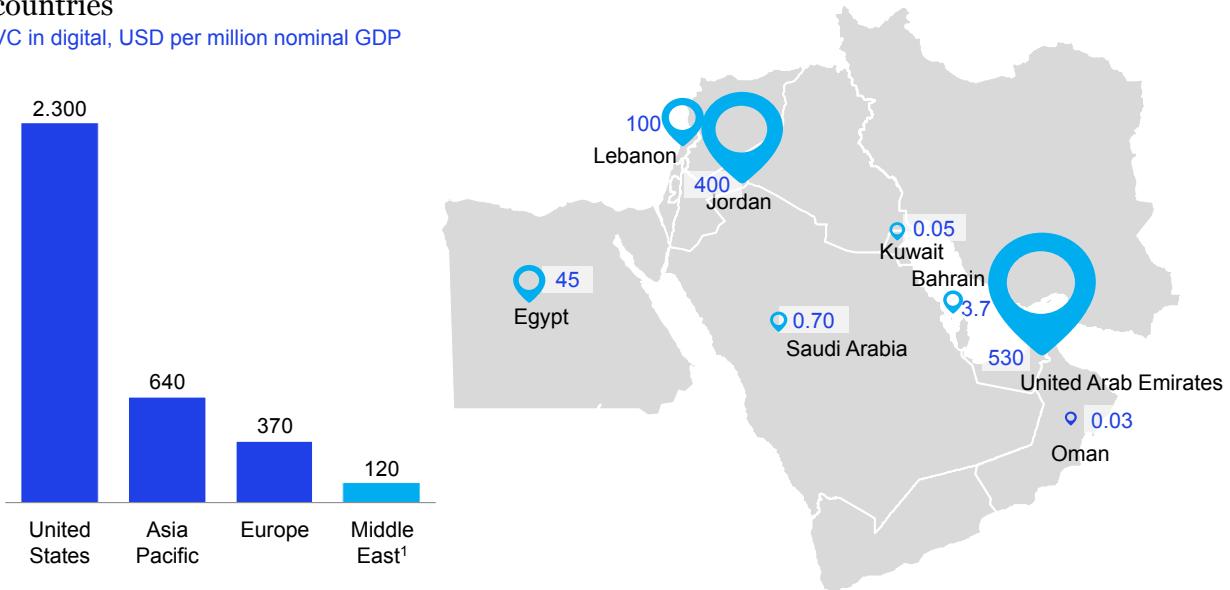 countries
VC in digital, USD per million nominal GDP
2.300
640
370
120
United
States
Asia
Pacific
Europe
Middle
East¹
100
Lebanon
400
Jordan
0.05
Kuwait
Bahrain
3.7
45
Egypt
0.70
Saudi Arabia
530
United Arab Emirates
0.03
Oman